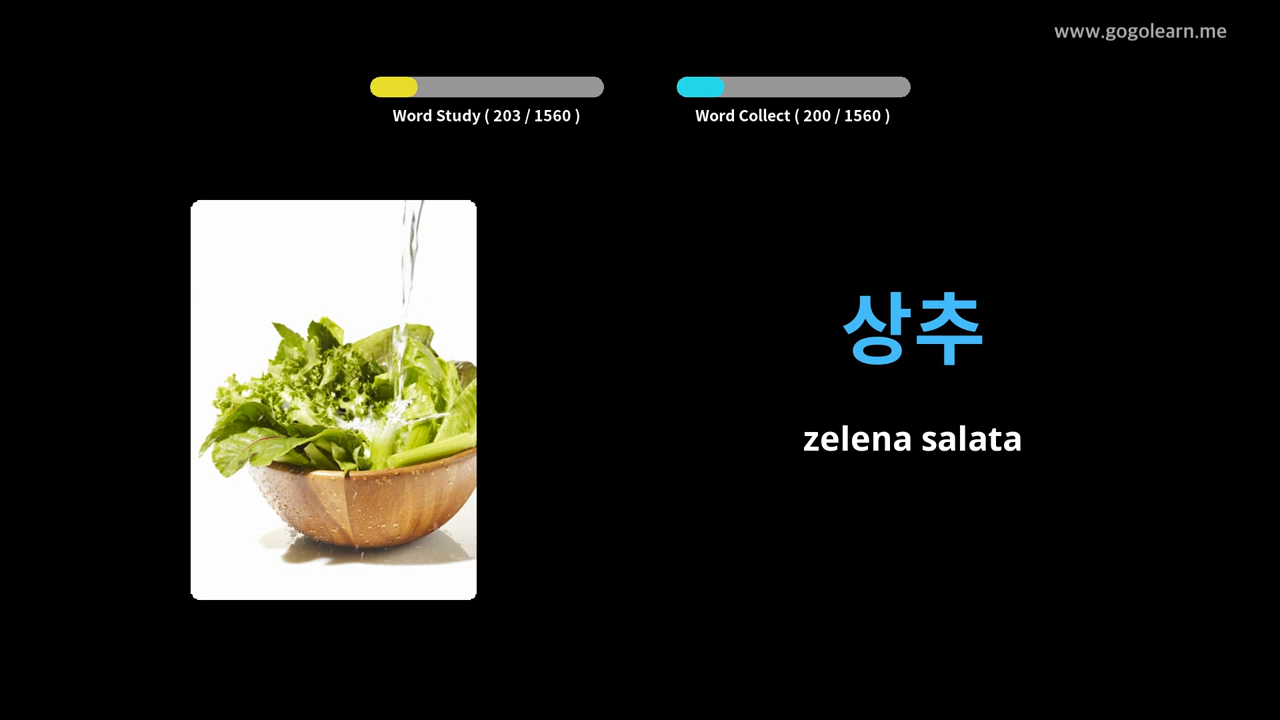 www.gogolearn.me
Word Study ( 203 / 1560 )
Word Collect ( 200 / 1560 )
상추
zelena salata